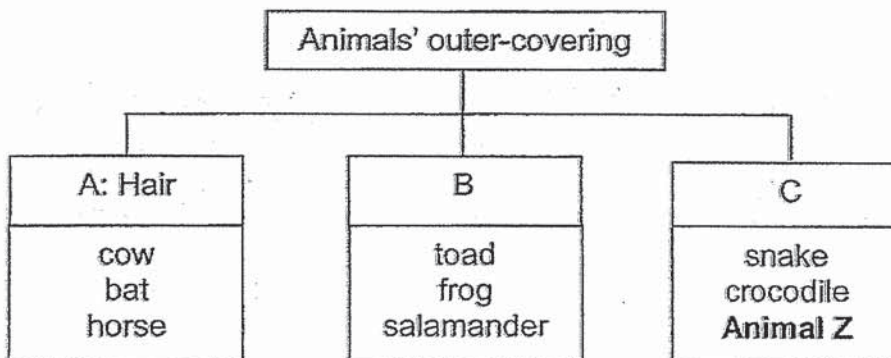 Animals' outer-covering
A: Hair
cow
bat
horse
B
toad
frog
salamander
C
snake
crocodile
Animal Z